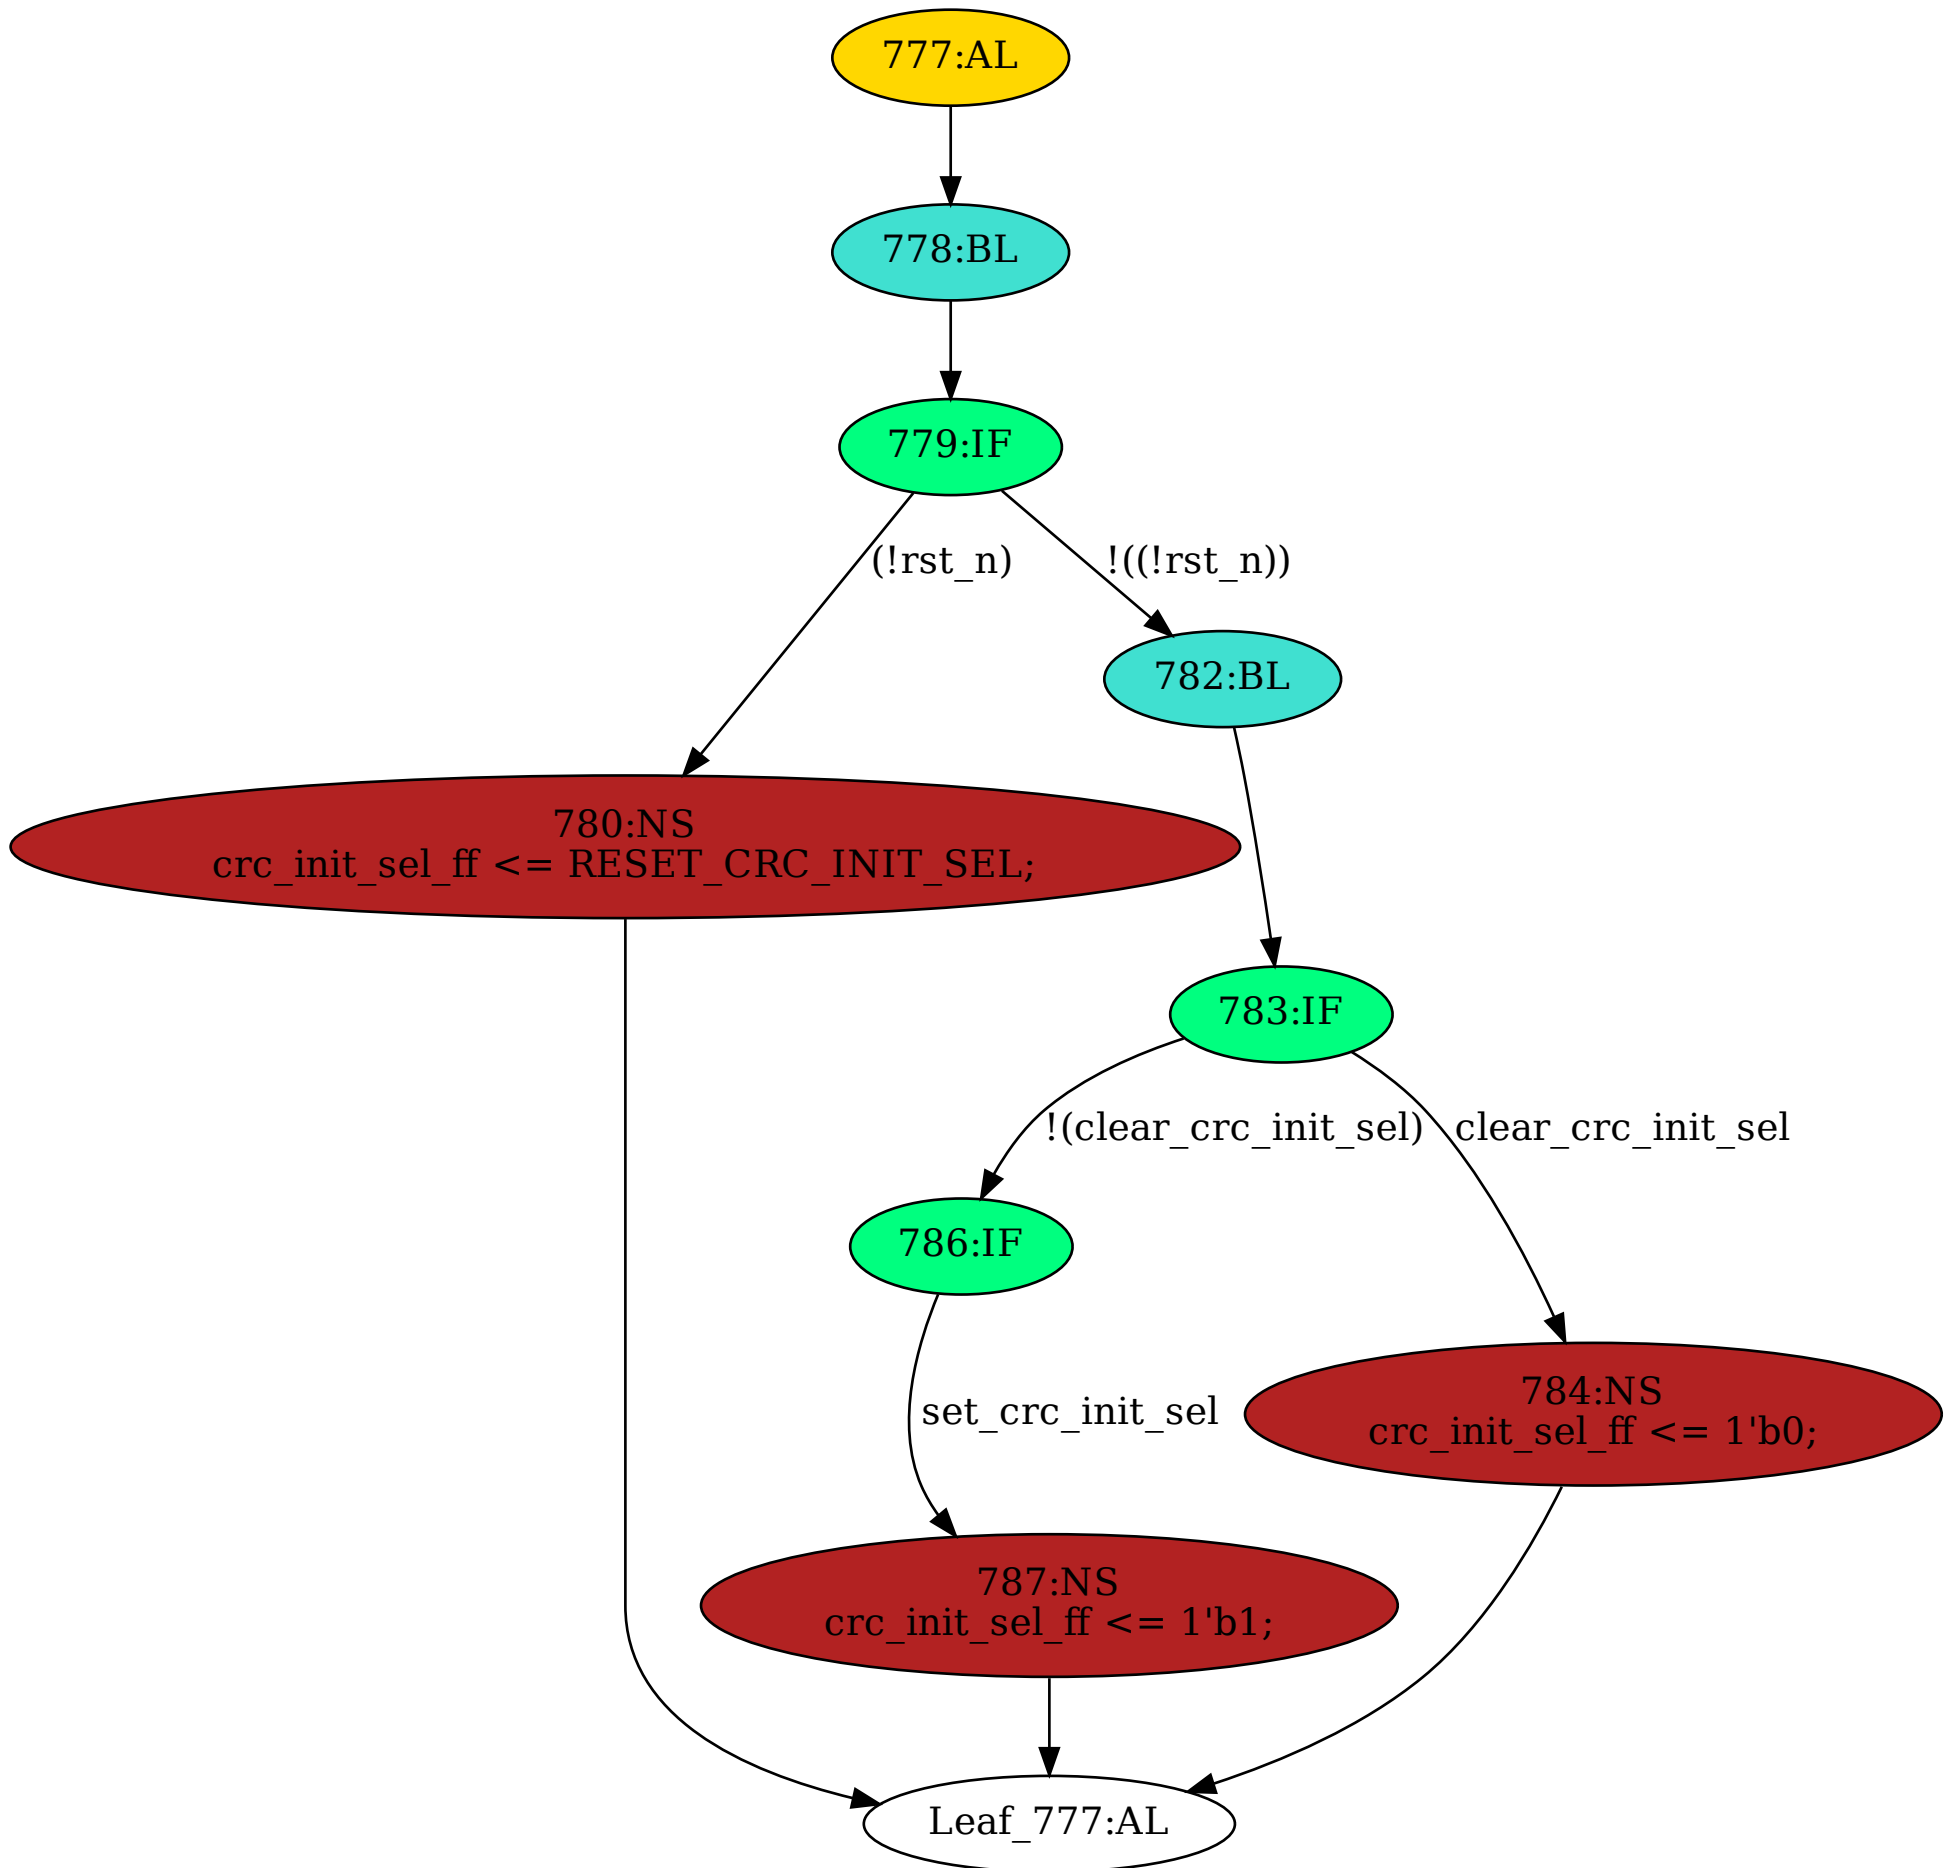 777:AL
778:BL
779:IF
(!rst_n)
!((!rst_n))
782:BL
780:NS
crc_init_sel_ff <= RESET_CRC_INIT_SEL;
783:IF
!(clear_crc_init_sel)
clear_crc_init_sel
786:IF
set_crc_init_sel
784:NS
crc_init_sel_ff <= 1'b0;
787:NS
crc_init_sel_ff <= 1'b1;
Leaf_777:AL